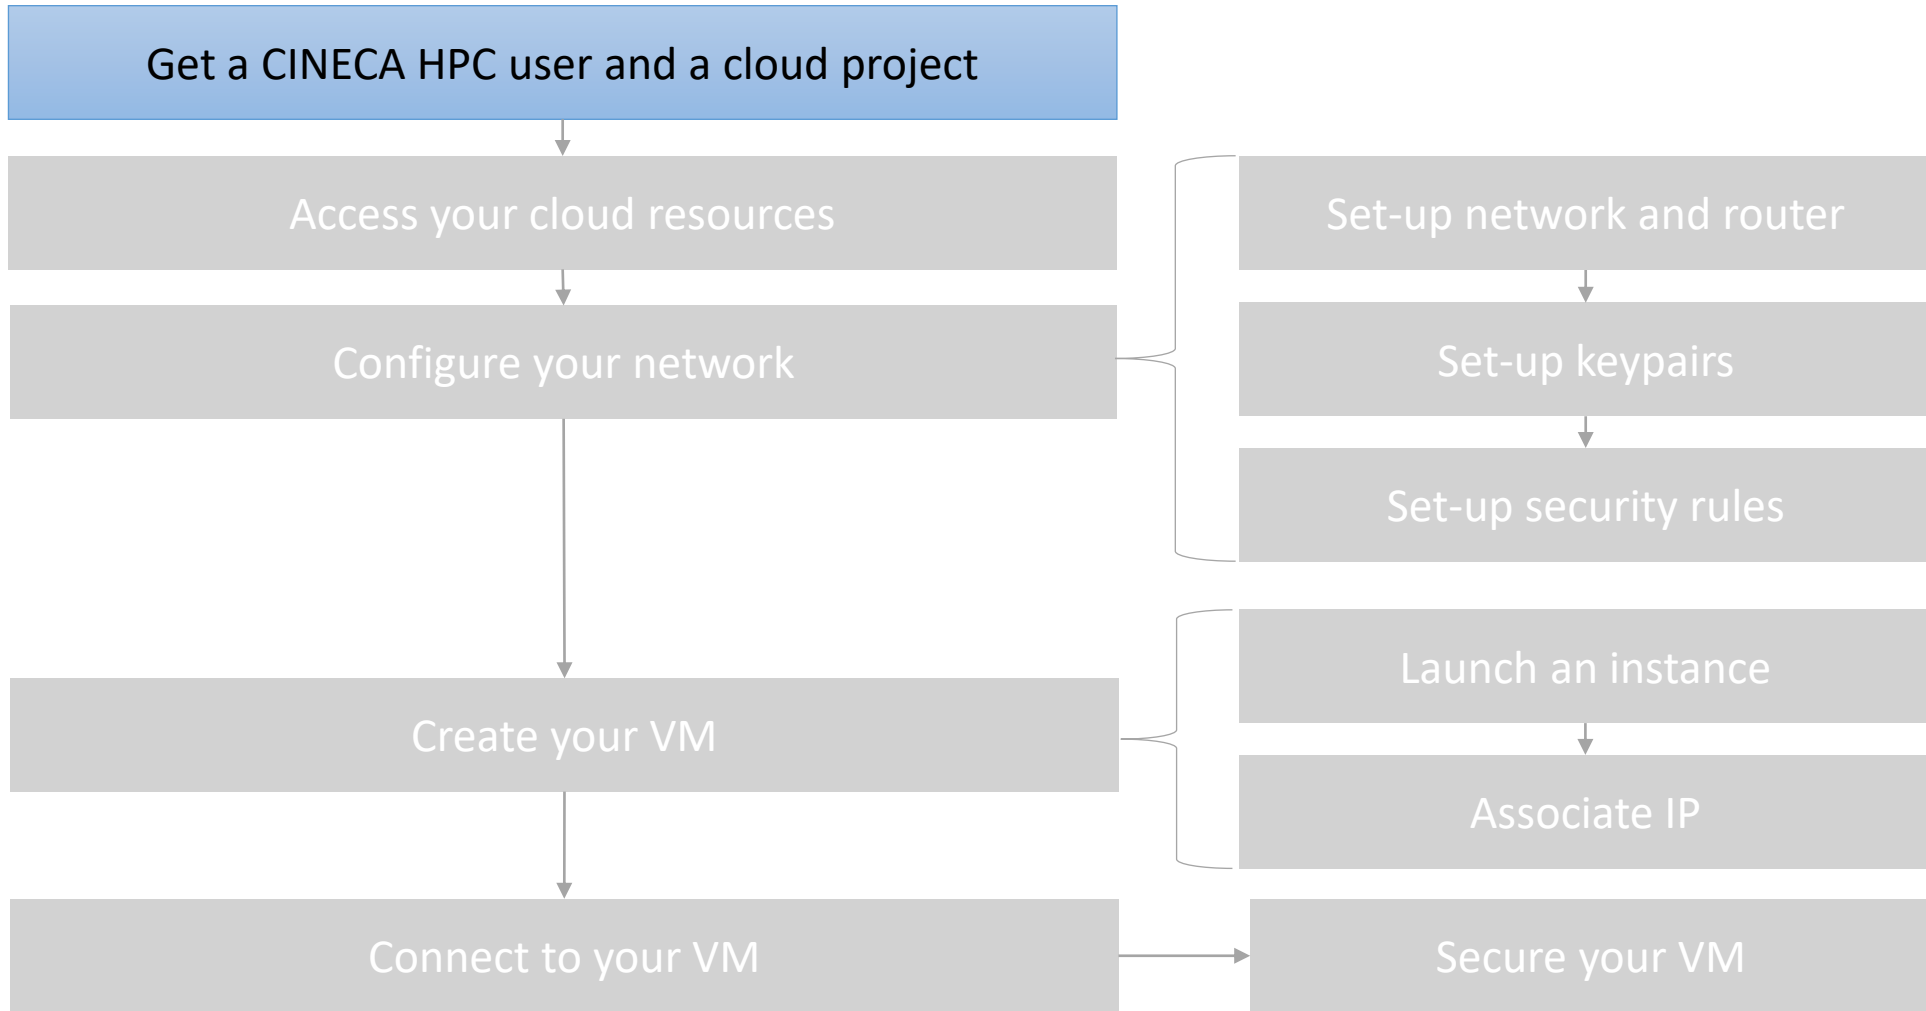 Get a CINECA HPC user and a cloud project
Access your cloud resources
Configure your network
Set-up network and router
Set-up keypairs
Set-up security rules
Create your VM
Launch an instance
Associate IP
Connect to your VM
Secure your VM